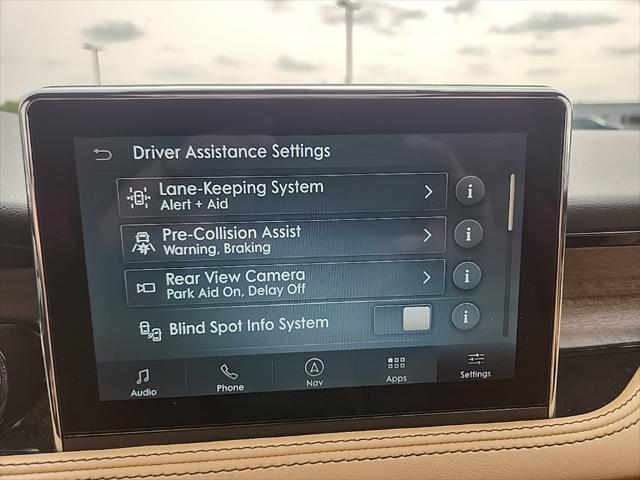 Driver Assistance Settings
Lane-Keeping System
Alert + Aid
i
Pre-Collision Assist
Warning, Braking
i
Rear View Camera
Park Aid On, Delay Off
i
Blind Spot Info System
i
Audio
Phone
Nav
Apps
Settings